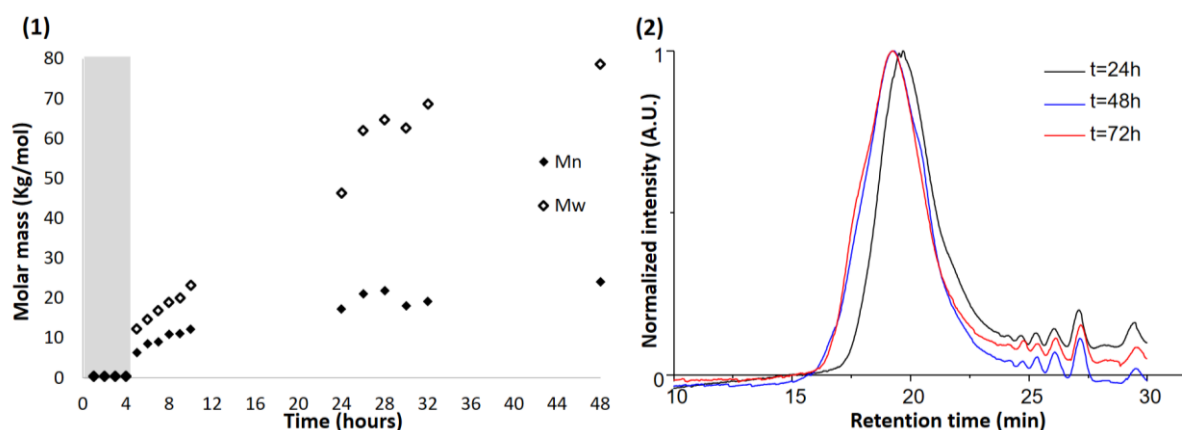 (1)
Molar mass (Kg/mol)
80
70
60
50
40
30
20
10
0
0 4 8 12 16 20 24 28 32 36 40 44 48
Time (hours)
Mn
Mw
(2)
Normalized intensity (A.U.)
1
0
10 15 20 25 30
Retention time (min)
t=24h
t=48h
t=72h